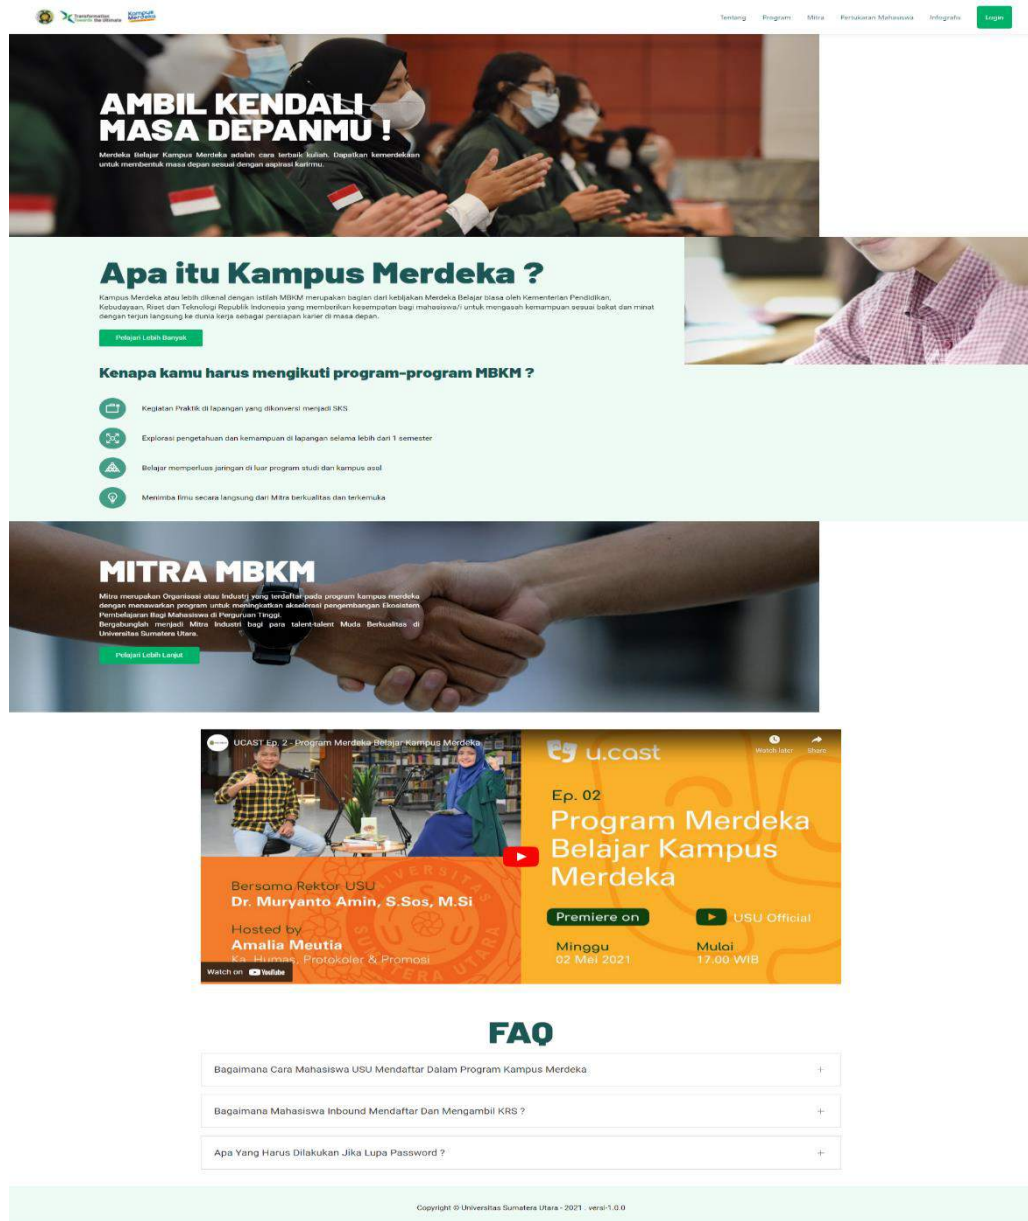 Transformation Towards the Ultimate
Kampus Merdeka
Tentang Program Mitra Pertukaran Mahasiswa Infografis Login
AMBIL KENDALI
MASA DEPANMU !
Merdeka Belajar Kampus Merdeka adalah cara terbaik kuliah. Dapatkan kemerdekaan
untuk membentuk masa depan sesuai dengan aspirasi karirmu.
Apa itu Kampus Merdeka ?
Kampus Merdeka atau lebih dikenal dengan istilah MBKM merupakan bagian dari kebijakan Merdeka Belajar biasa oleh Kementerian Pendidikan,
Kebudayaan, Riset dan Teknologi Republik Indonesia yang memberikan kesempatan bagi mahasiswa/i untuk mengasah kemampuan sesuai bakat dan minat
dengan terjun langsung ke dunia kerja sebagai persiapan karier di masa depan.
Pelajari Lebih Banyak
Kenapa kamu harus mengikuti program-program MBKM ?
Kegiatan Praktik di lapangan yang dikonversi menjadi SKS
Explorasi pengetahuan dan kemampuan di lapangan selama lebih dari 1 semester
Belajar memperluas jaringan di luar program studi dan kampus asal
Menimba Ilmu secara langsung dari Mitra berkualitas dan terkemuka
MITRA MBKM
Mitra merupakan Organisasi atau Industri yang terdaftar pada program kampus merdeka
dengan menawarkan program untuk meningkatkan akselerasi pengembangan Ekosistem
Pembelajaran Bagi Mahasiswa di Perguruan Tinggi.
Bergabunglah menjadi Mitra Industri bagi para talent-talent Muda Berkualitas di
Universitas Sumatera Utara.
Pelajari Lebih Lanjut
UCAST Ep. 2 - Program Merdeka Belajar Kampus Merdeka
u.cast
Watch later Share
Ep. 02
Program Merdeka
Belajar Kampus
Merdeka
Bersama Rektor USU
Dr. Muryanto Amin, S.Sos, M.Si
Hosted by
Amalia Meutia
Ka. Humas, Protokoler & Promosi
Premiere on USU Official
Minggu Mulai
02 Mei 2021 17.00 WIB
UNIVERSITAS SUMATERA UTARA
Watch on YouTube
FAQ
Bagaimana Cara Mahasiswa USU Mendaftar Dalam Program Kampus Merdeka +
Bagaimana Mahasiswa Inbound Mendaftar Dan Mengambil KRS ? +
Apa Yang Harus Dilakukan Jika Lupa Password ? +
Copyright © Universitas Sumatera Utara - 2021 . versi-1.0.0